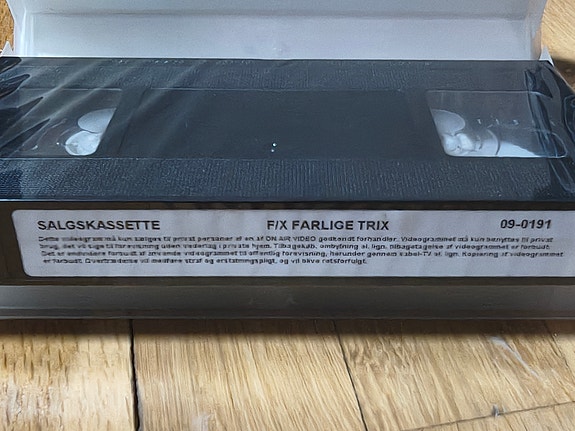 SALGSKASSETTE F/X FARLIGE TRIX 09-0191
Dette videogram må kun sælges til privat personer af en af ON AIR VIDEO godkendt forhandler. Videogrammet må kun benyttes til privat
brug, det vil sige til forevisning uden vederlag i private hjem. Tilbagekøb, ombytning el. lign. tilbagetagelse af videogrammet er forbudt.
Det er endvidere forbudt at anvende videogrammet til offentlig forevisning, herunder gennem kabel-TV el. lign. Kopiering af videogrammet
er forbudt. Overtrædelse vil medføre straf og erstatningspligt, og vil blive retsforfulgt.